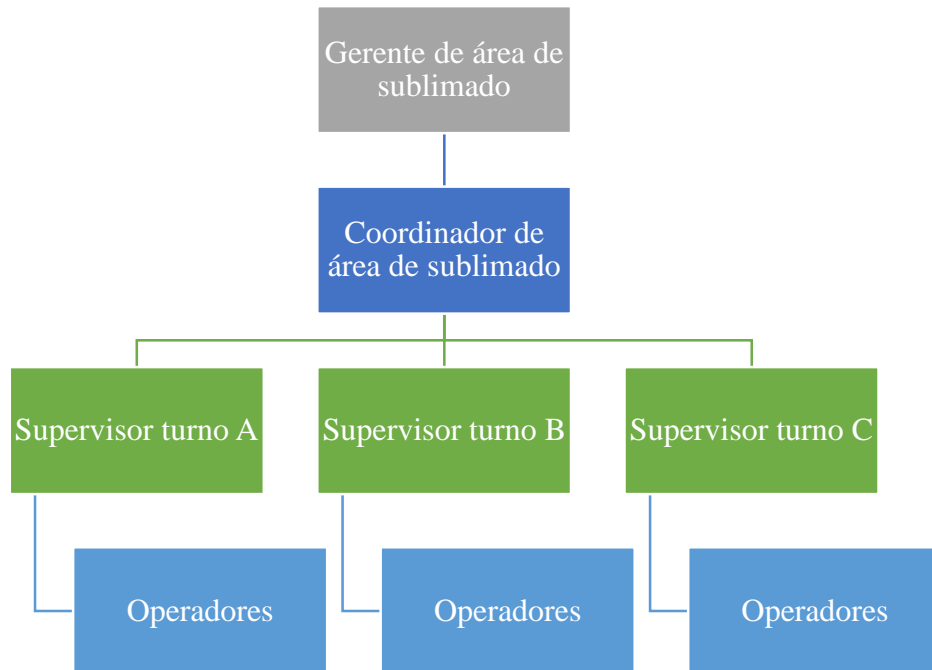 Gerente de área de
sublimado
Coordinador de
área de sublimado
Supervisor turno A
Supervisor turno B
Supervisor turno C
Operadores
Operadores
Operadores